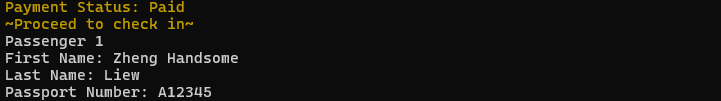 Payment Status: Paid
~Proceed to check in~
Passenger 1
First Name: Zheng Handsome
Last Name: Liew
Passport Number: A12345